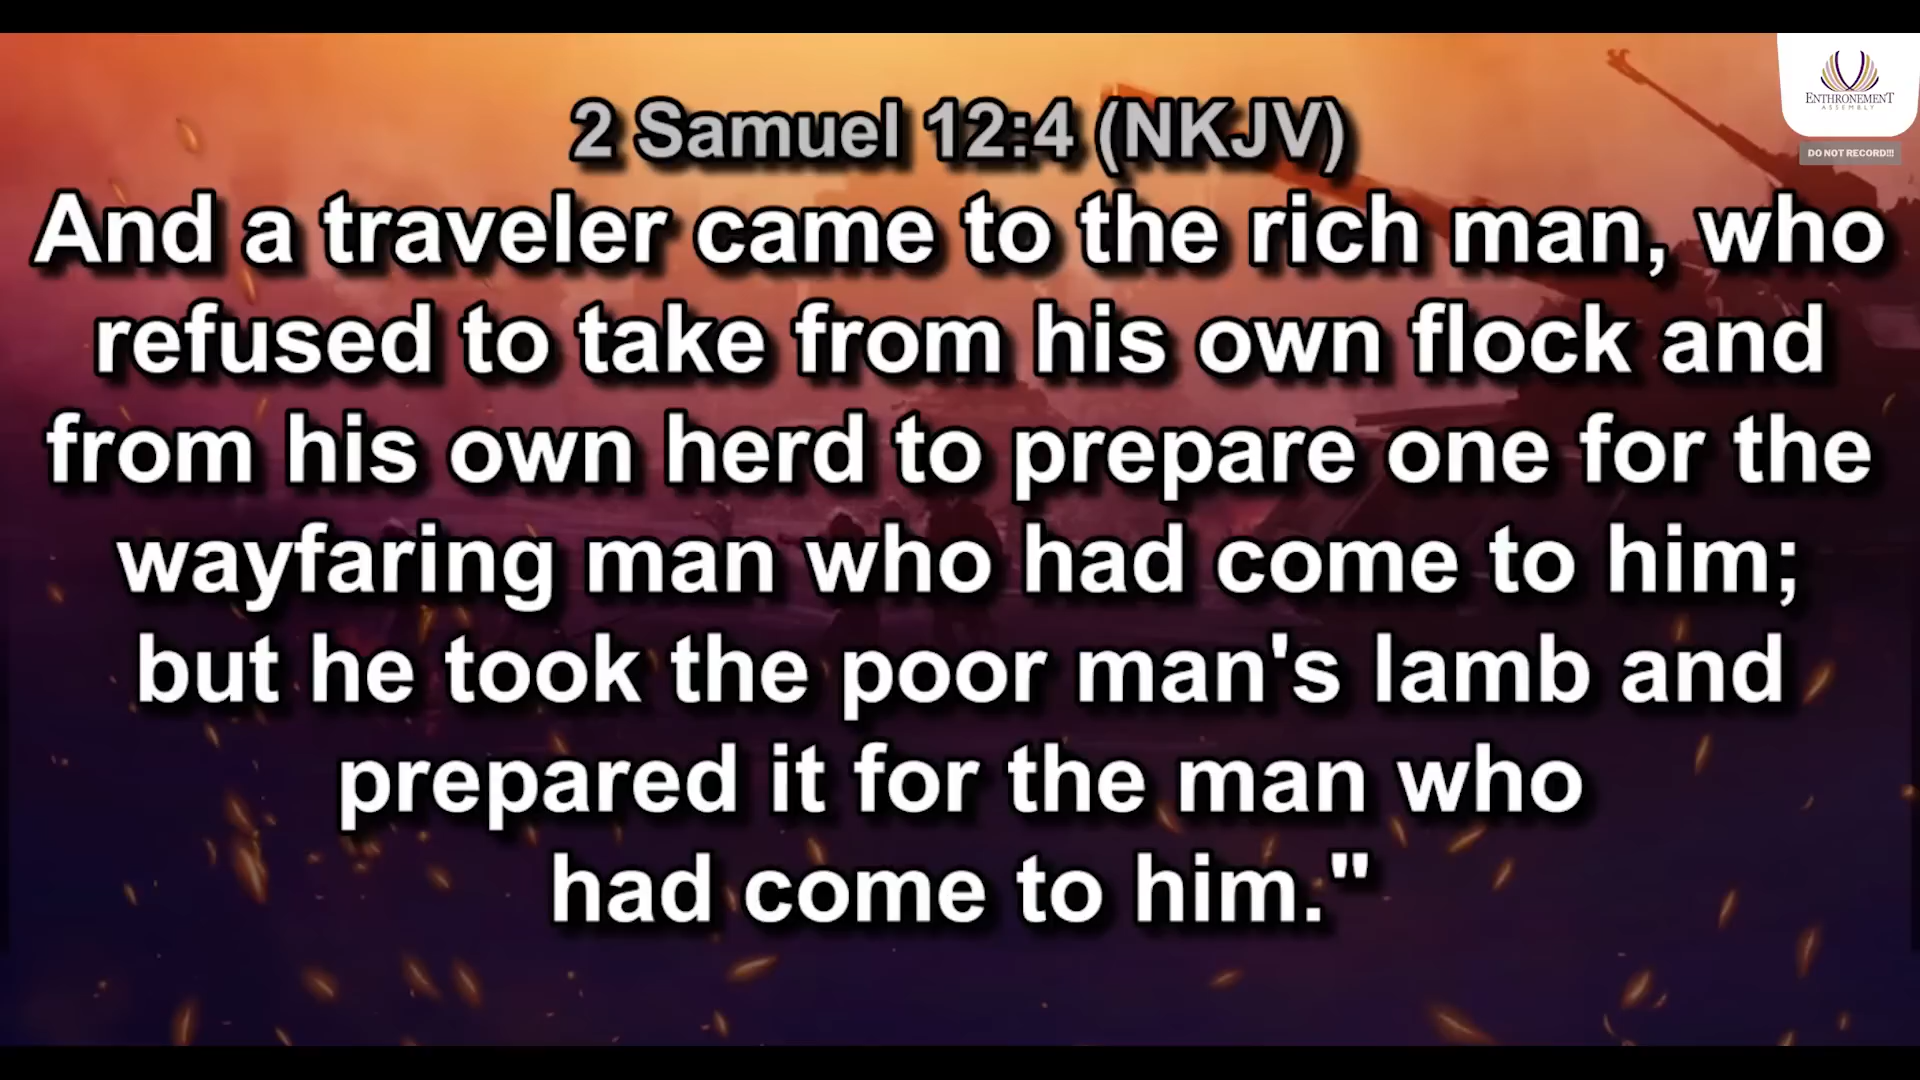 ENTHRONEMENT
ASSEMBLY
DO NOT RECORD!!!
2 Samuel 12:4 (NKJV)
And a traveler came to the rich man, who
refused to take from his own flock and
from his own herd to prepare one for the
wayfaring man who had come to him;
but he took the poor man's lamb and
prepared it for the man who
had come to him."